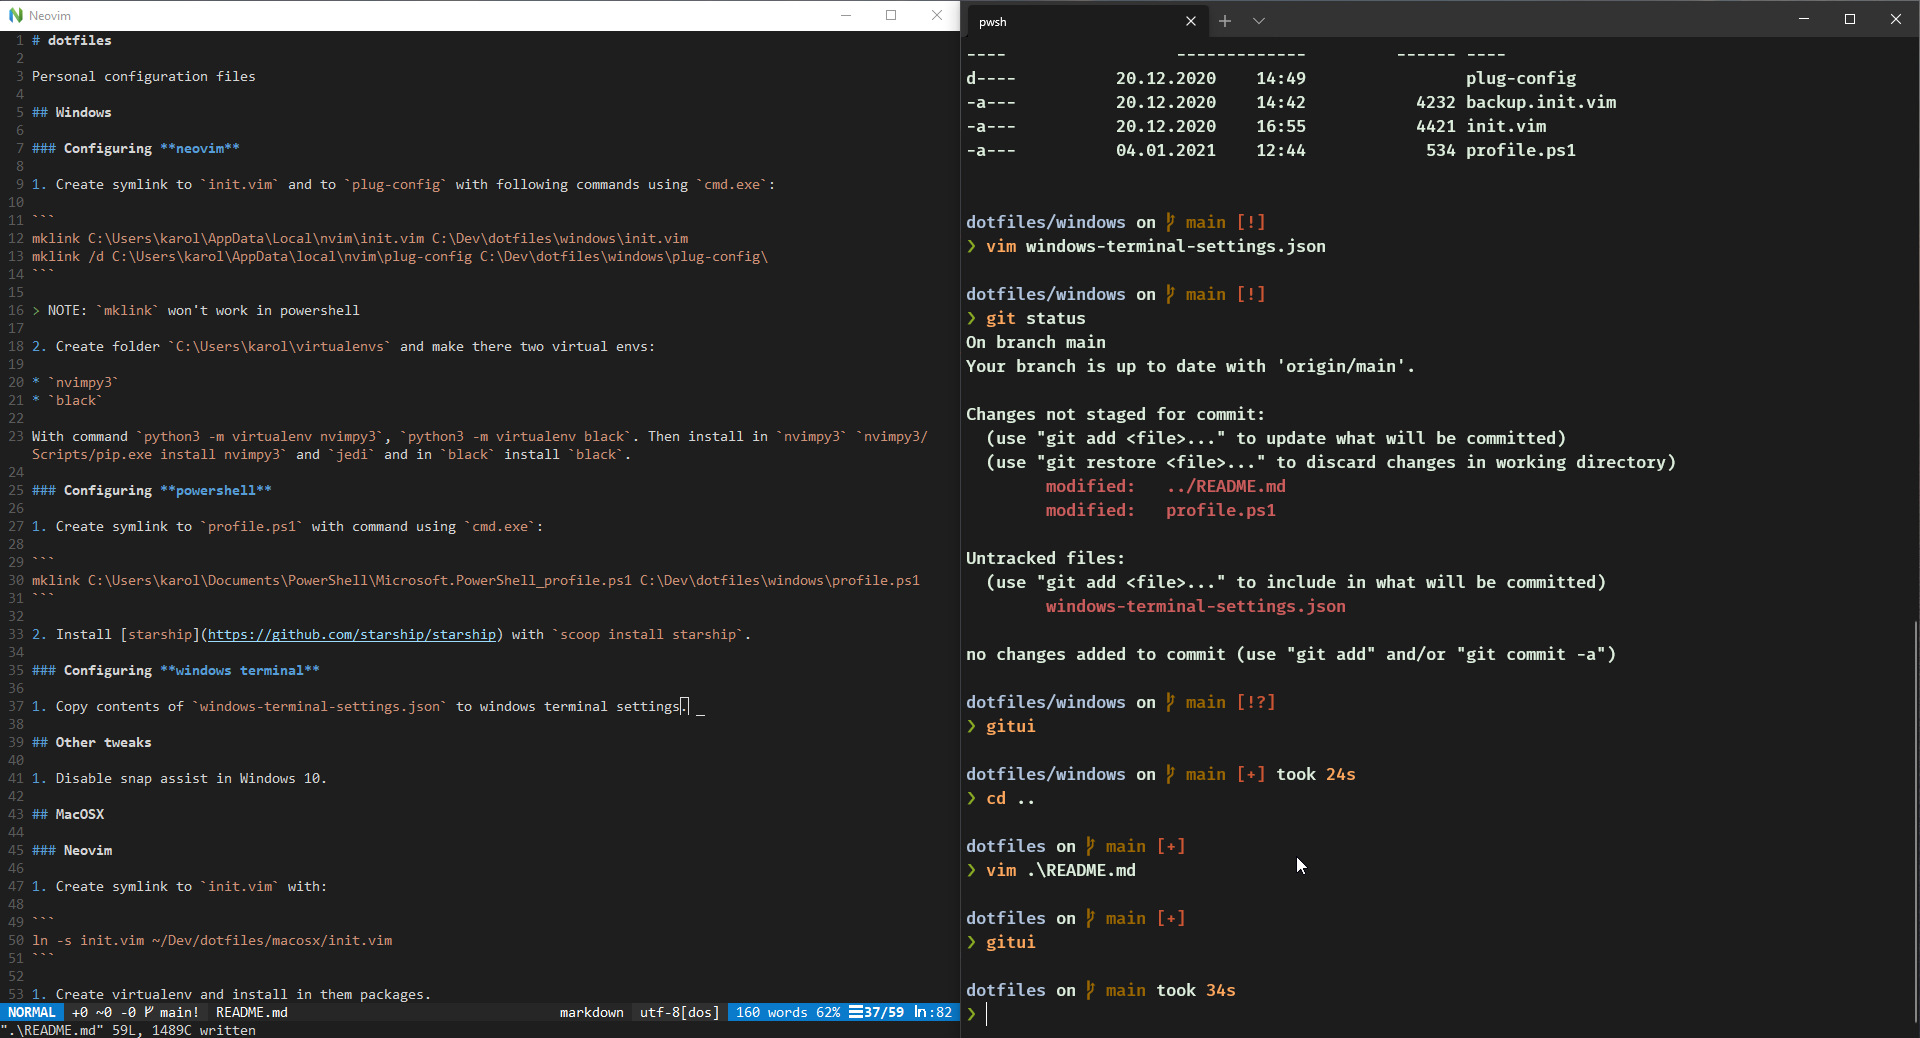 Neovim
1 # dotfiles
2
3 Personal configuration files
4
5 ## Windows
6
7 ### Configuring **neovim**
8
9 1. Create symlink to `init.vim` and to `plug-config` with following commands using `cmd.exe`:
10
11 ```
12 mklink C:\Users\karol\AppData\Local\nvim\init.vim C:\Dev\dotfiles\windows\init.vim
13 mklink /d C:\Users\karol\AppData\local\nvim\plug-config C:\Dev\dotfiles\windows\plug-config\
14 ```
15
16 > NOTE: `mklink` won't work in powershell
17
18 2. Create folder `C:\Users\karol\virtualenvs` and make there two virtual envs:
19
20 * `nvimpy3`
21 * `black`
22
23 With command `python3 -m virtualenv nvimpy3`, `python3 -m virtualenv black`. Then install in `nvimpy3` `nvimpy3/
Scripts/pip.exe install nvimpy3` and `jedi` and in `black` install `black`.
24
25 ### Configuring **powershell**
26
27 1. Create symlink to `profile.ps1` with command using `cmd.exe`:
28
29 ```
30 mklink C:\Users\karol\Documents\PowerShell\Microsoft.PowerShell_profile.ps1 C:\Dev\dotfiles\windows\profile.ps1
31 ```
32
33 2. Install [starship](https://github.com/starship/starship) with `scoop install starship`.
34
35 ### Configuring **windows terminal**
36
37 1. Copy contents of `windows-terminal-settings.json` to windows terminal settings. _
38
39 ## Other tweaks
40
41 1. Disable snap assist in Windows 10.
42
43 ## MacOSX
44
45 ### Neovim
46
47 1. Create symlink to `init.vim` with:
48
49 ```
50 ln -s init.vim ~/Dev/dotfiles/macosx/init.vim
51 ```
52
53 1. Create virtualenv and install in them packages.
NORMAL +0 ~0 -0 main! README.md markdown utf-8[dos] 160 words 62% ☰37/59 ln:82
".\README.md" 59L, 1489C written
pwsh
---- ------------- ------ ----
d---- 20.12.2020 14:49 plug-config
-a--- 20.12.2020 14:42 4232 backup.init.vim
-a--- 20.12.2020 16:55 4421 init.vim
-a--- 04.01.2021 12:44 534 profile.ps1
dotfiles/windows on main [!]
❯ vim windows-terminal-settings.json
dotfiles/windows on main [!]
❯ git status
On branch main
Your branch is up to date with 'origin/main'.
Changes not staged for commit:
(use "git add <file>..." to update what will be committed)
(use "git restore <file>..." to discard changes in working directory)
modified: ../README.md
modified: profile.ps1
Untracked files:
(use "git add <file>..." to include in what will be committed)
windows-terminal-settings.json
no changes added to commit (use "git add" and/or "git commit -a")
dotfiles/windows on main [!?]
❯ gitui
dotfiles/windows on main [+] took 24s
❯ cd ..
dotfiles on main [+]
❯ vim .\README.md
dotfiles on main [+]
❯ gitui
dotfiles on main took 34s
❯